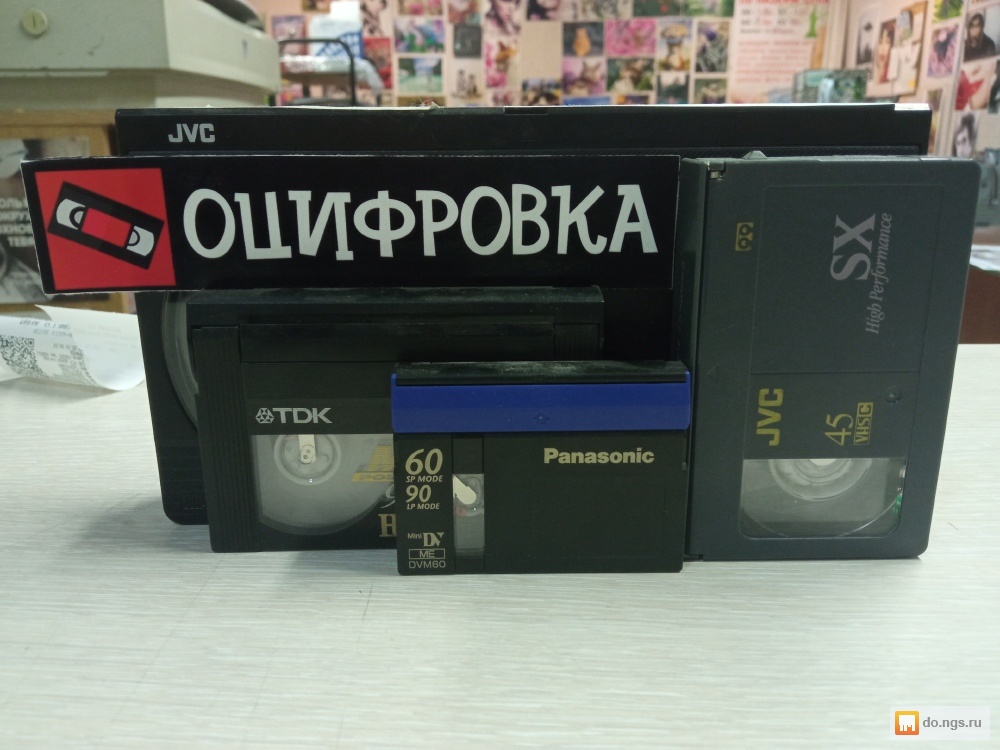 JVC
ОЦИФРОВКА
SX
High Performance
JVC
45
VHS C
TDK
60
SP MODE
90
LP MODE
Panasonic
Mini DV
ME
DVM60
do.ngs.ru